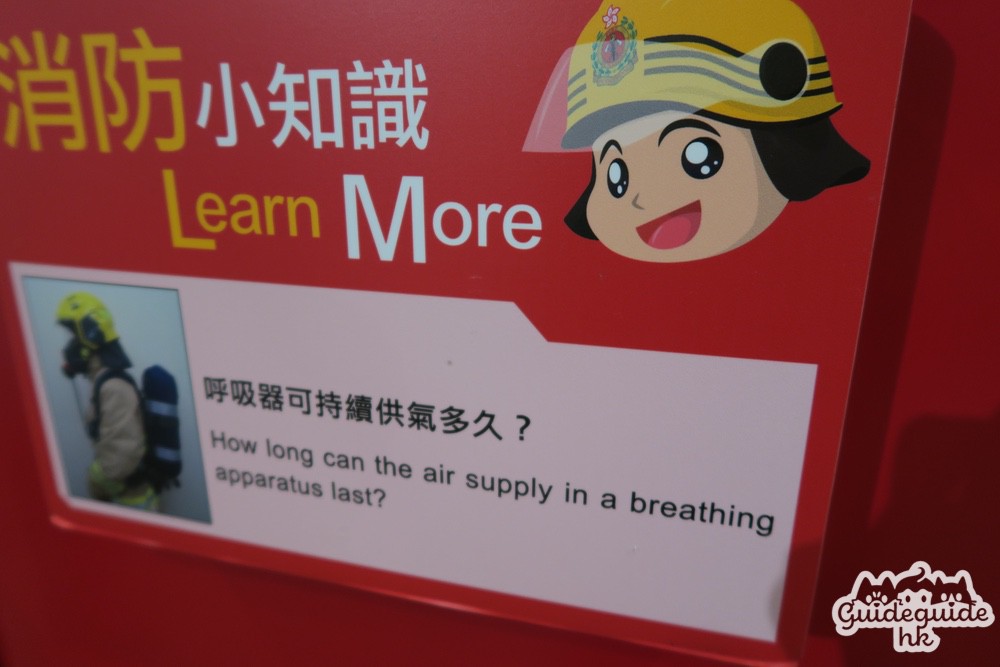 消防小知識
Learn More
呼吸器可持續供氣多久？
How long can the air supply in a breathing
apparatus last?
Guideguide
hk